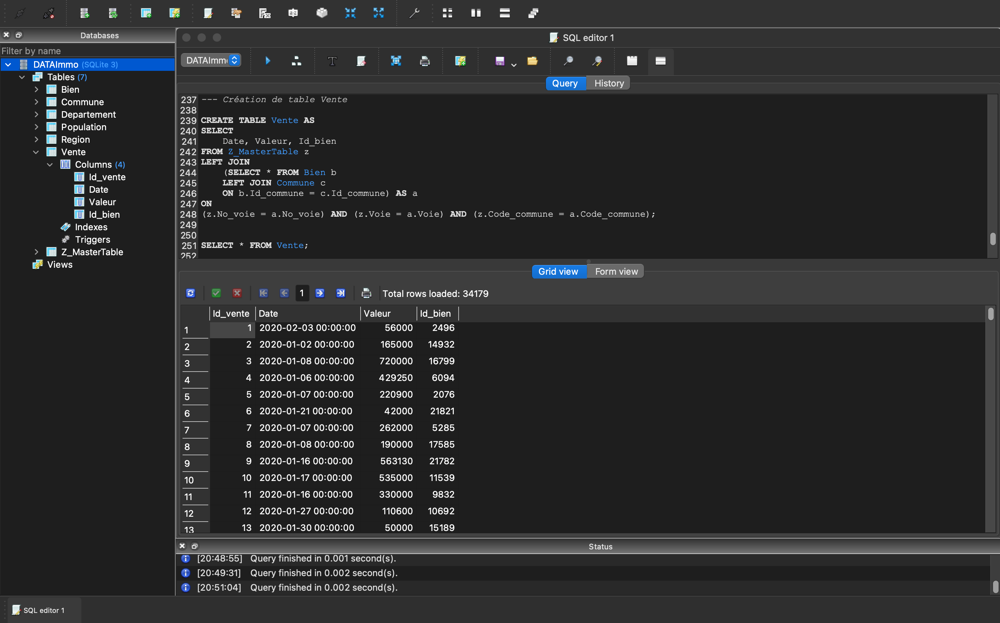 Databases
Filter by name
DATAImmo (SQLite 3)
Tables (7)
Bien
Commune
Departement
Population
Region
Vente
Columns (4)
Id_vente
Date
Valeur
Id_bien
Indexes
Triggers
Z_MasterTable
Views
SQL editor 1
DATAImm
T
Query History
237 --- Création de table Vente
238
239 CREATE TABLE Vente AS
240 SELECT
241 Date, Valeur, Id_bien
242 FROM Z_MasterTable z
243 LEFT JOIN
244 (SELECT * FROM Bien b
245 LEFT JOIN Commune c
246 ON b.Id_commune = c.Id_commune) AS a
247 ON
248 (z.No_voie = a.No_voie) AND (z.Voie = a.Voie) AND (z.Code_commune = a.Code_commune);
249
250
251 SELECT * FROM Vente;
252
Grid view Form view
1 Total rows loaded: 34179
Id_vente Date Valeur Id_bien
1 1 2020-02-03 00:00:00 56000 2496
2 2 2020-01-02 00:00:00 165000 14932
3 3 2020-01-08 00:00:00 720000 16799
4 4 2020-01-06 00:00:00 429250 6094
5 5 2020-01-07 00:00:00 220900 2076
6 6 2020-01-21 00:00:00 42000 21821
7 7 2020-01-07 00:00:00 262000 5285
8 8 2020-01-08 00:00:00 190000 17585
9 9 2020-01-16 00:00:00 563130 21782
10 10 2020-01-17 00:00:00 535000 11539
11 11 2020-01-16 00:00:00 330000 9832
12 12 2020-01-27 00:00:00 110600 10692
13 13 2020-01-30 00:00:00 50000 15189
Status
[20:48:55] Query finished in 0.001 second(s).
[20:49:31] Query finished in 0.002 second(s).
[20:51:04] Query finished in 0.002 second(s).
SQL editor 1